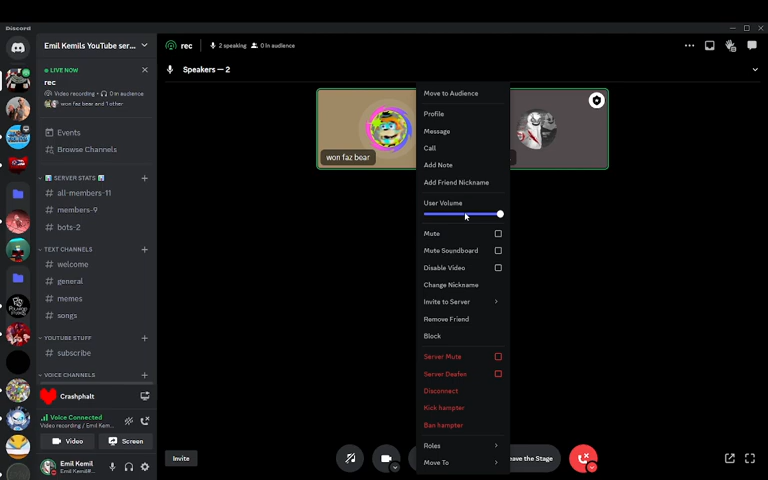 Discord
Emil Kemils YouTube ser...
LIVE NOW
rec
Video recording • 0 in audience
won faz bear and 1 other
Events
Browse Channels
SERVER STATS
all-members-11
members-9
bots-2
TEXT CHANNELS
welcome
general
memes
songs
YOUTUBE STUFF
subscribe
VOICE CHANNELS
Crashphalt
Voice Connected
Video recording / Emil Kem...
Video
Screen
Emil Kemil
rec
2 speaking
0 in audience
Speakers — 2
won faz bear
Move to Audience
Profile
Message
Call
Add Note
Add Friend Nickname
User Volume
Mute
Mute Soundboard
Disable Video
Change Nickname
Invite to Server
Remove Friend
Block
Server Mute
Server Deafen
Disconnect
Kick hampter
Ban hampter
Roles
Move To
Invite
eave the Stage